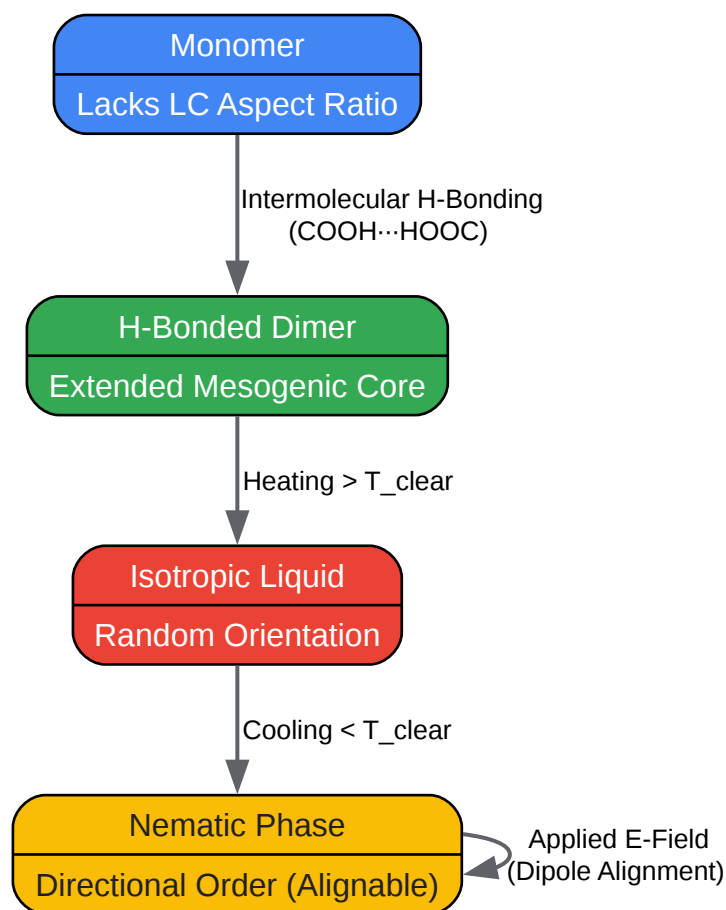 Monomer
Lacks LC Aspect Ratio
Intermolecular H-Bonding
(COOH···HOOC)
H-Bonded Dimer
Extended Mesogenic Core
Heating > T_clear
Isotropic Liquid
Random Orientation
Cooling < T_clear
Nematic Phase
Directional Order (Alignable)
Applied E-Field
(Dipole Alignment)